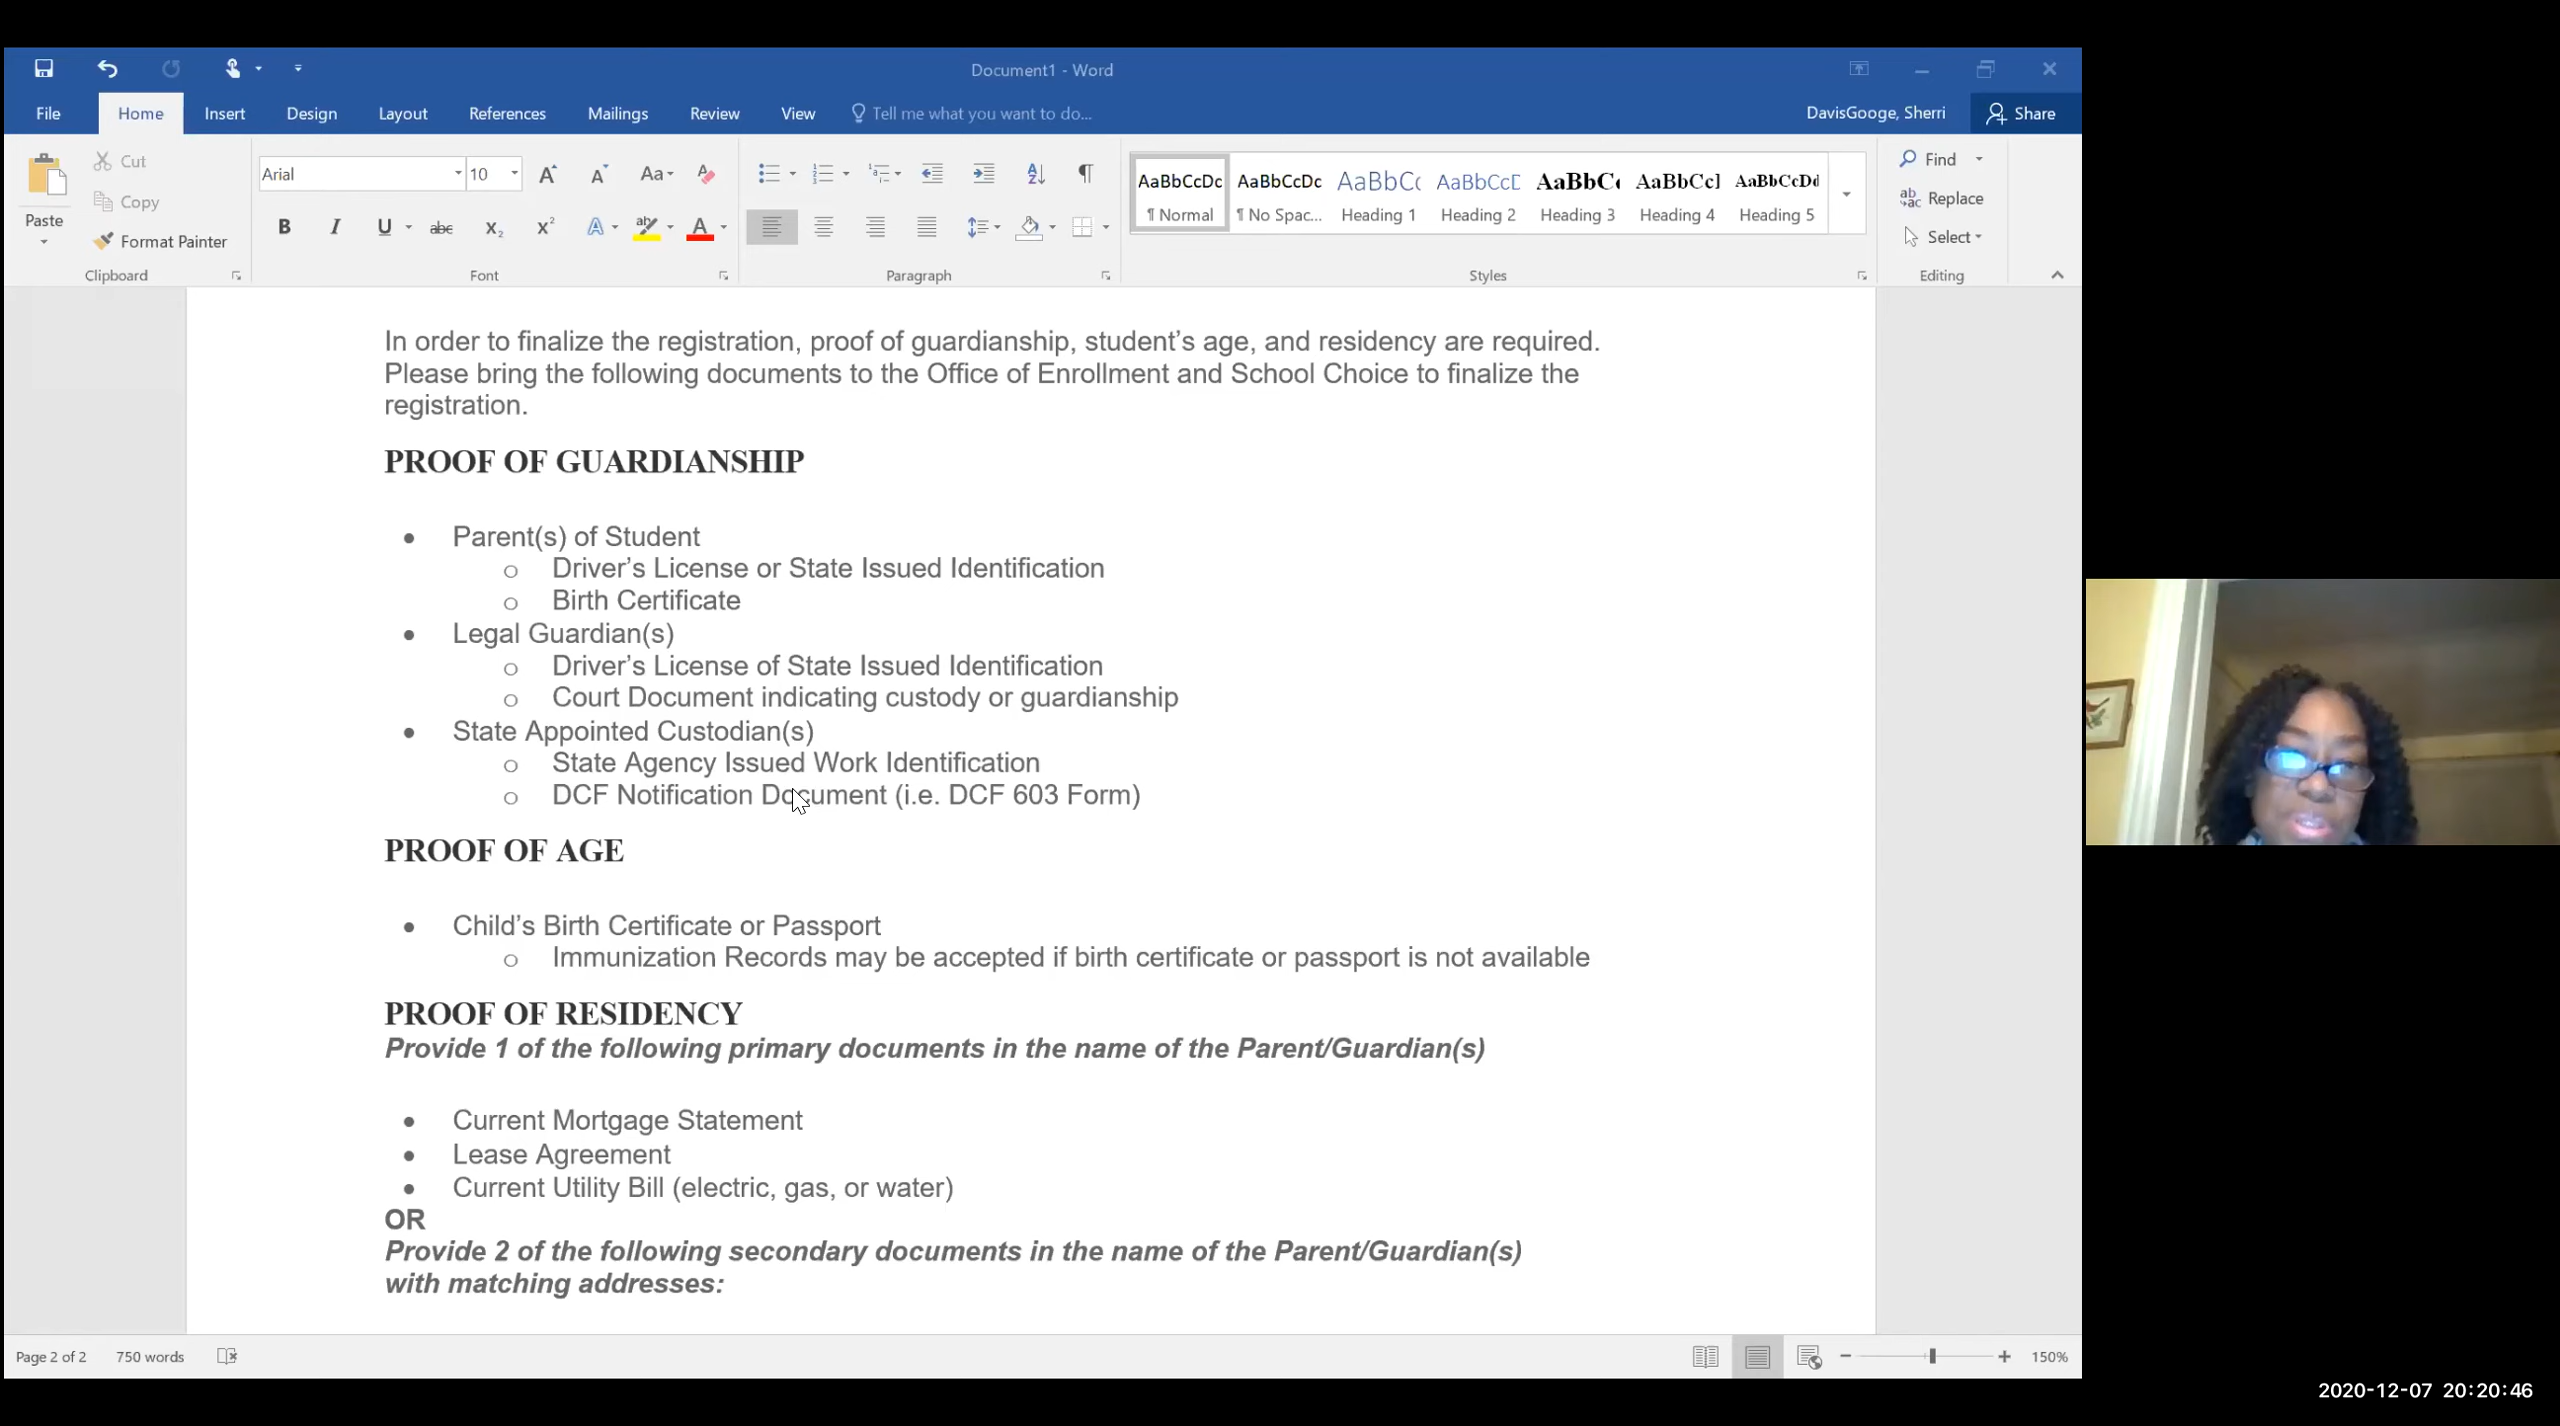 Document1 - Word
File Home Insert Design Layout References Mailings Review View Tell me what you want to do... DavisGooge, Sherri Share
Paste
Cut
Copy
Format Painter
Clipboard
Arial 10
Aa
B I U abc X₂ X² A ab A
Font
Paragraph
AaBbCcDc AaBbCcDc AaBbCc AaBbCcD AaBbC AaBbCcI AaBbCcDd
¶ Normal ¶ No Spac... Heading 1 Heading 2 Heading 3 Heading 4 Heading 5
Styles
Find
Replace
Select
Editing
In order to finalize the registration, proof of guardianship, student’s age, and residency are required.
Please bring the following documents to the Office of Enrollment and School Choice to finalize the
registration.
PROOF OF GUARDIANSHIP
• Parent(s) of Student
o Driver’s License or State Issued Identification
o Birth Certificate
• Legal Guardian(s)
o Driver’s License of State Issued Identification
o Court Document indicating custody or guardianship
• State Appointed Custodian(s)
o State Agency Issued Work Identification
o DCF Notification Document (i.e. DCF 603 Form)
PROOF OF AGE
• Child’s Birth Certificate or Passport
o Immunization Records may be accepted if birth certificate or passport is not available
PROOF OF RESIDENCY
Provide 1 of the following primary documents in the name of the Parent/Guardian(s)
• Current Mortgage Statement
• Lease Agreement
• Current Utility Bill (electric, gas, or water)
OR
Provide 2 of the following secondary documents in the name of the Parent/Guardian(s)
with matching addresses:
Page 2 of 2 750 words 150%
2020-12-07 20:20:46